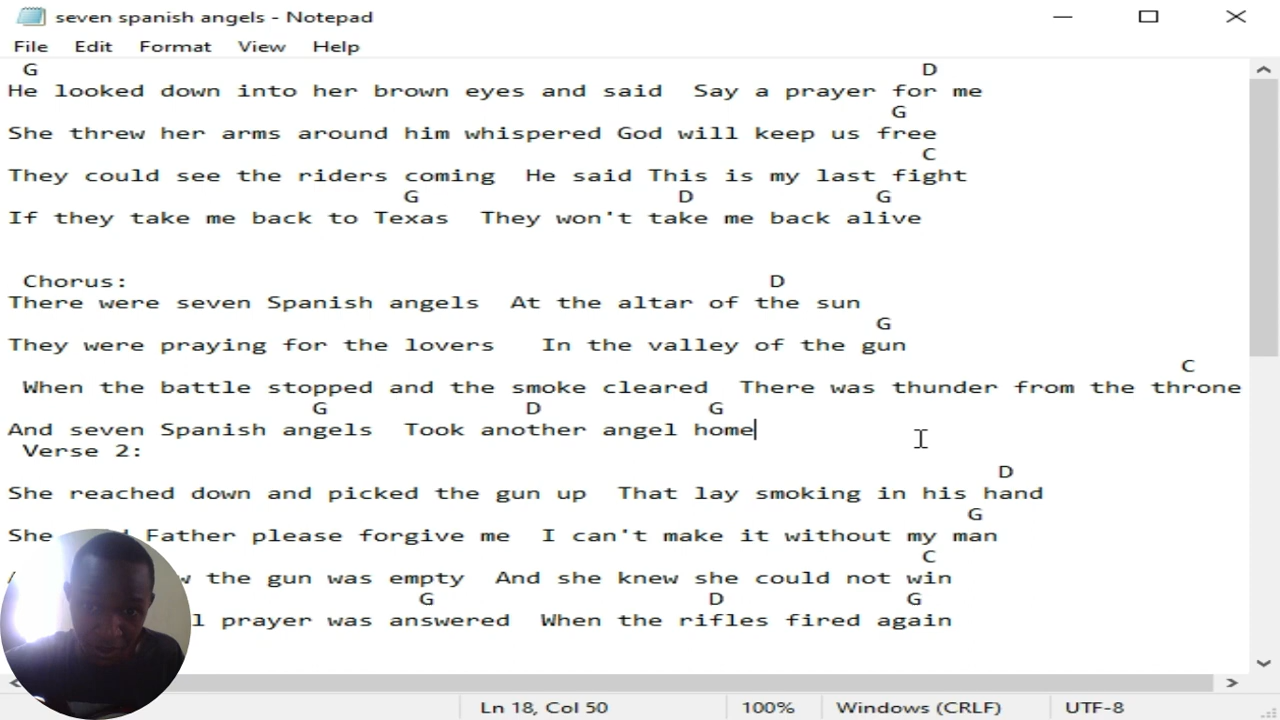 seven spanish angels - Notepad
File Edit Format View Help
G D
He looked down into her brown eyes and said Say a prayer for me
G
She threw her arms around him whispered God will keep us free
C
They could see the riders coming He said This is my last fight
G D G
If they take me back to Texas They won't take me back alive
Chorus: D
There were seven Spanish angels At the altar of the sun
G
They were praying for the lovers In the valley of the gun
C
When the battle stopped and the smoke cleared There was thunder from the throne
G D G
And seven Spanish angels Took another angel home
Verse 2:
D
She reached down and picked the gun up That lay smoking in his hand
G
She Father please forgive me I can't make it without my man
C
the gun was empty And she knew she could not win
G D G
prayer was answered When the rifles fired again
Ln 18, Col 50 100% Windows (CRLF) UTF-8